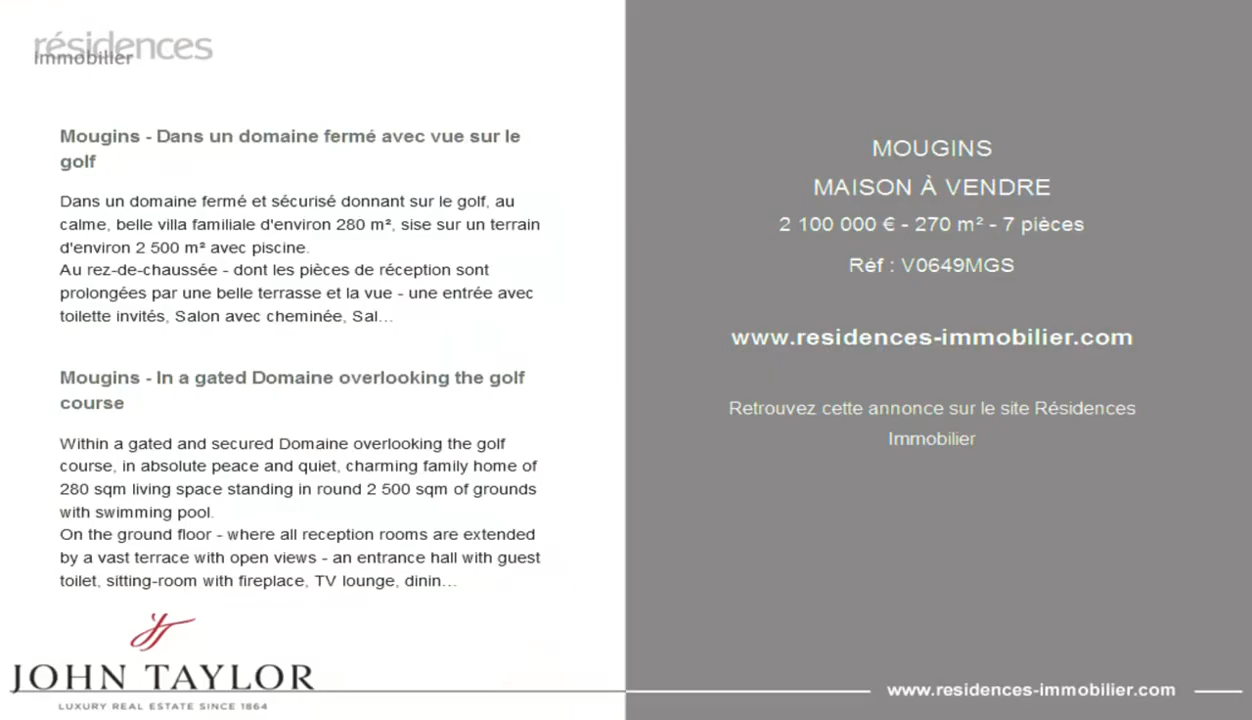 résidences
Immobilier
Mougins - Dans un domaine fermé avec vue sur le
golf
Dans un domaine fermé et sécurisé donnant sur le golf, au
calme, belle villa familiale d'environ 280 m², sise sur un terrain
d'environ 2 500 m² avec piscine.
Au rez-de-chaussée - dont les pièces de réception sont
prolongées par une belle terrasse et la vue - une entrée avec
toilette invités, Salon avec cheminée, Sal...
Mougins - In a gated Domaine overlooking the golf
course
Within a gated and secured Domaine overlooking the golf
course, in absolute peace and quiet, charming family home of
280 sqm living space standing in round 2 500 sqm of grounds
with swimming pool.
On the ground floor - where all reception rooms are extended
by a vast terrace with open views - an entrance hall with guest
toilet, sitting-room with fireplace, TV lounge, dinin...
JOHN TAYLOR
LUXURY REAL ESTATE SINCE 1864
MOUGINS
MAISON À VENDRE
2 100 000 € - 270 m² - 7 pièces
Réf : V0649MGS
www.residences-immobilier.com
Retrouvez cette annonce sur le site Résidences
Immobilier
www.residences-immobilier.com